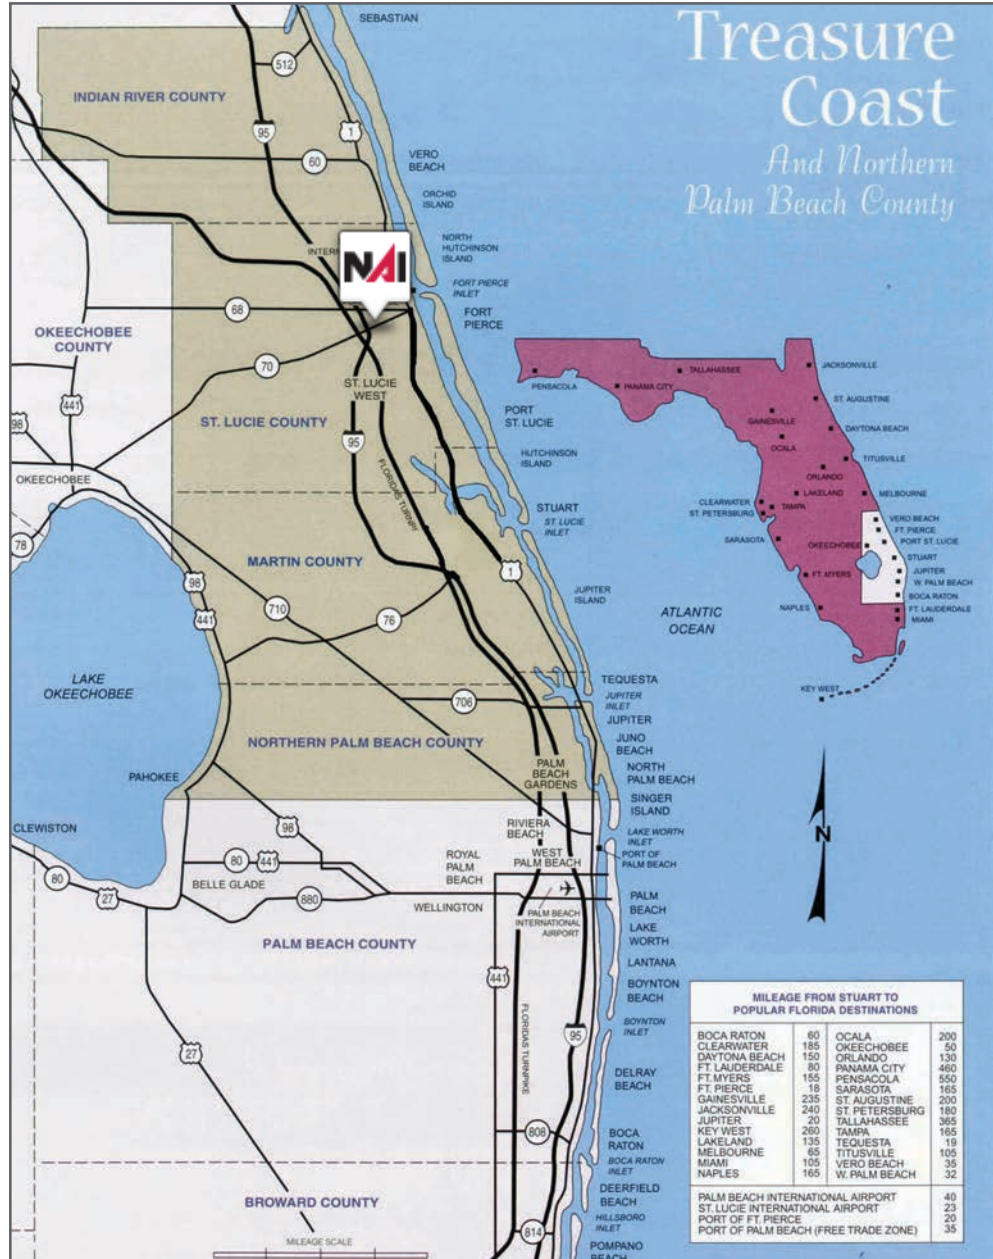 Treasure
Coast
And Northern
Palm Beach County
SEBASTIAN
512
INDIAN RIVER COUNTY
95
1
60
VERO
BEACH
ORCHID
ISLAND
NORTH
HUTCHINSON
ISLAND
INTERN
NAI
FORT PIERCE
INLET
FORT
PIERCE
68
OKEECHOBEE
COUNTY
70
ST. LUCIE
WEST
441
98
ST. LUCIE COUNTY
95
PORT
ST. LUCIE
HUTCHINSON
ISLAND
OKEECHOBEE
FLORIDAS TURNPI
STUART
ST. LUCIE
INLET
78
MARTIN COUNTY
1
98
441
710
76
JUPITER
ISLAND
ATLANTIC
OCEAN
LAKE
OKEECHOBEE
TEQUESTA
JUPITER
INLET
706
JUPITER
NORTHERN PALM BEACH COUNTY
JUNO
BEACH
PAHOKEE
PALM
BEACH
GARDENS
NORTH
PALM BEACH
SINGER
ISLAND
CLEWISTON
98
RIVIERA
BEACH
LAKE WORTH
INLET
PORT OF
PALM BEACH
80
441
ROYAL
PALM
BEACH
WEST
PALM BEACH
80
27
BELLE GLADE
880
WELLINGTON
PALM BEACH
INTERNATIONAL
AIRPORT
PALM
BEACH
PALM BEACH COUNTY
LAKE
WORTH
LANTANA
441
BOYNTON
BEACH
FLORIDAS TURNPIKE
95
BOYNTON
INLET
27
DELRAY
BEACH
808
BOCA
RATON
BOCA RATON
INLET
BROWARD COUNTY
DEERFIELD
BEACH
HILLSBORO
INLET
814
MILEAGE SCALE
POMPANO
BEACH
PENSACOLA
PANAMA CITY
TALLAHASSEE
JACKSONVILLE
ST. AUGUSTINE
GAINESVILLE
OCALA
DAYTONA BEACH
TITUSVILLE
ORLANDO
LAKELAND
MELBOURNE
CLEARWATER
ST. PETERSBURG
TAMPA
SARASOTA
VERO BEACH
FT. PIERCE
PORT ST. LUCIE
OKEECHOBEE
STUART
JUPITER
W. PALM BEACH
FT. MYERS
BOCA RATON
NAPLES
FT. LAUDERDALE
MIAMI
KEY WEST
N
MILEAGE FROM STUART TO
POPULAR FLORIDA DESTINATIONS
BOCA RATON 60 OCALA 200
CLEARWATER 185 OKEECHOBEE 50
DAYTONA BEACH 150 ORLANDO 130
FT. LAUDERDALE 80 PANAMA CITY 460
FT. MYERS 155 PENSACOLA 550
FT. PIERCE 18 SARASOTA 165
GAINESVILLE 235 ST. AUGUSTINE 200
JACKSONVILLE 240 ST. PETERSBURG 180
JUPITER 20 TALLAHASSEE 365
KEY WEST 260 TAMPA 165
LAKELAND 135 TEQUESTA 19
MELBOURNE 65 TITUSVILLE 105
MIAMI 105 VERO BEACH 35
NAPLES 165 W. PALM BEACH 32
PALM BEACH INTERNATIONAL AIRPORT 40
ST. LUCIE INTERNATIONAL AIRPORT 23
PORT OF FT. PIERCE 20
PORT OF PALM BEACH (FREE TRADE ZONE) 35